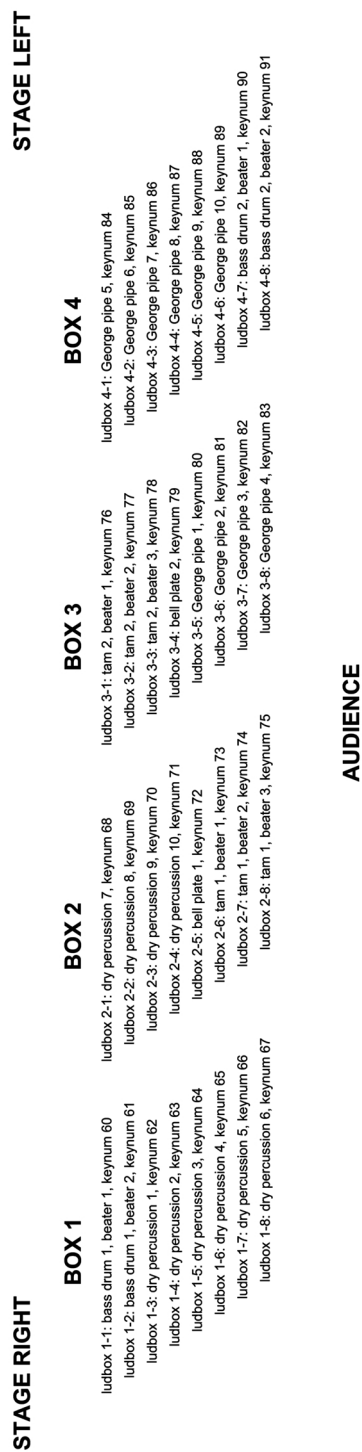 STAGE RIGHT
STAGE LEFT
BOX 1
ludbox 1-1: bass drum 1, beater 1, keynum 60
ludbox 1-2: bass drum 1, beater 2, keynum 61
ludbox 1-3: dry percussion 1, keynum 62
ludbox 1-4: dry percussion 2, keynum 63
ludbox 1-5: dry percussion 3, keynum 64
ludbox 1-6: dry percussion 4, keynum 65
ludbox 1-7: dry percussion 5, keynum 66
ludbox 1-8: dry percussion 6, keynum 67
BOX 2
ludbox 2-1: dry percussion 7, keynum 68
ludbox 2-2: dry percussion 8, keynum 69
ludbox 2-3: dry percussion 9, keynum 70
ludbox 2-4: dry percussion 10, keynum 71
ludbox 2-5: bell plate 1, keynum 72
ludbox 2-6: tam 1, beater 1, keynum 73
ludbox 2-7: tam 1, beater 2, keynum 74
ludbox 2-8: tam 1, beater 3, keynum 75
BOX 3
ludbox 3-1: tam 2, beater 1, keynum 76
ludbox 3-2: tam 2, beater 2, keynum 77
ludbox 3-3: tam 2, beater 3, keynum 78
ludbox 3-4: bell plate 2, keynum 79
ludbox 3-5: George pipe 1, keynum 80
ludbox 3-6: George pipe 2, keynum 81
ludbox 3-7: George pipe 3, keynum 82
ludbox 3-8: George pipe 4, keynum 83
BOX 4
ludbox 4-1: George pipe 5, keynum 84
ludbox 4-2: George pipe 6, keynum 85
ludbox 4-3: George pipe 7, keynum 86
ludbox 4-4: George pipe 8, keynum 87
ludbox 4-5: George pipe 9, keynum 88
ludbox 4-6: George pipe 10, keynum 89
ludbox 4-7: bass drum 2, beater 1, keynum 90
ludbox 4-8: bass drum 2, beater 2, keynum 91
AUDIENCE